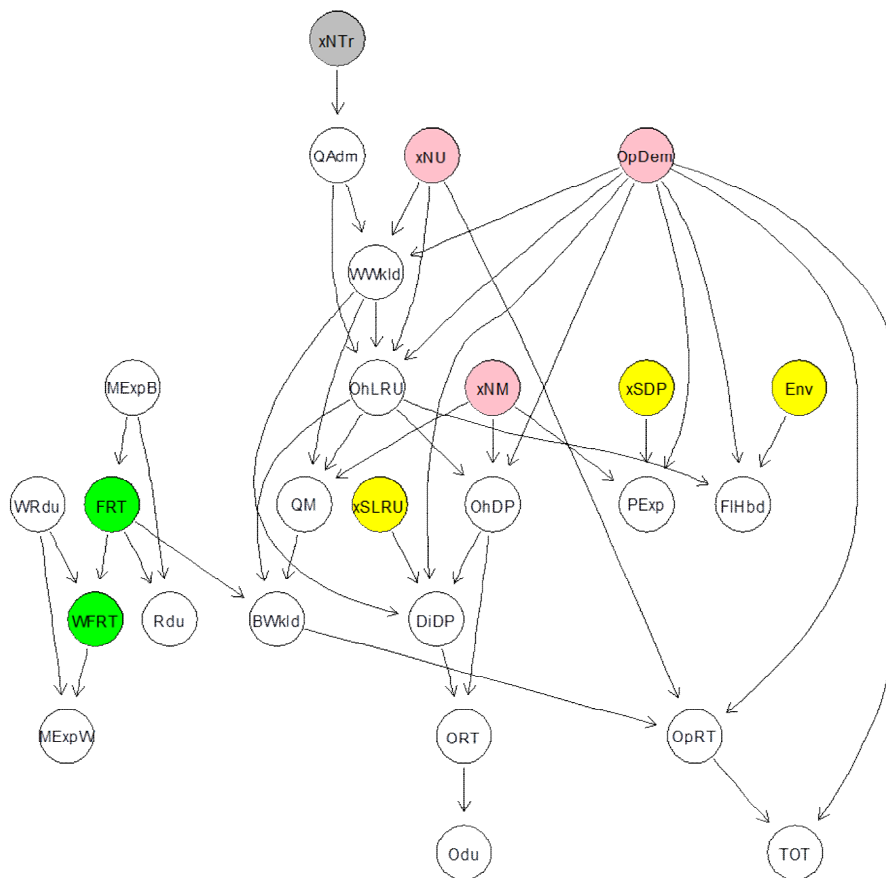 xNTr
QAdm
xNU
OpDem
WWkld
MExpB
OhLRU
xNM
xSDP
Env
WRdu
FRT
QM
xSLRU
OhDP
PExp
FlHbd
WFRT
Rdu
BWkld
DiDP
MExpW
ORT
OpRT
Odu
TOT